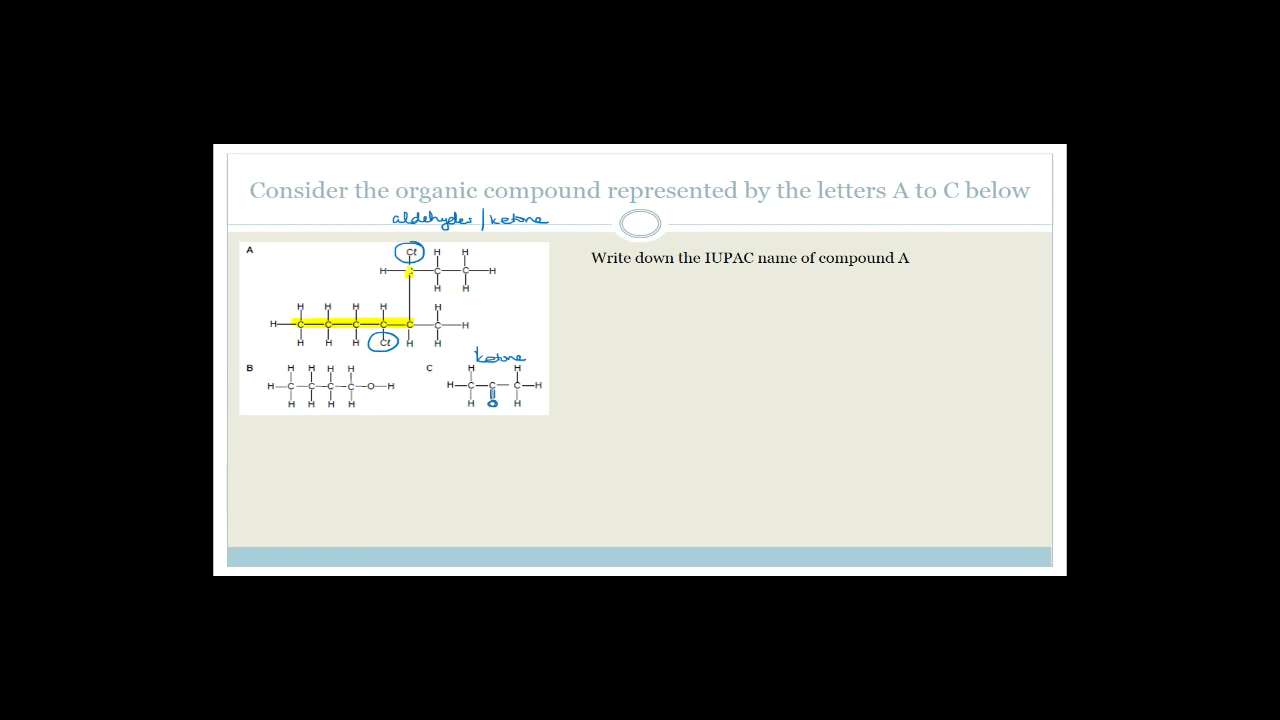 Consider the organic compound represented by the letters A to C below
aldehydes | ketone
Write down the IUPAC name of compound A
A
Cl H H
H C C C H
H H
H H H H H
H C C C C C C H
H H H Cl H H
B
H H H H
H C C C C O H
H H H H
C
ketone
H H
H C C C H
H O H